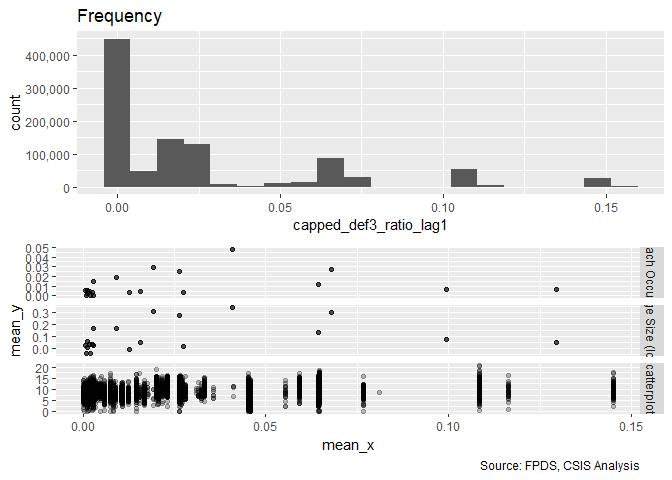 Frequency
400,000
300,000
200,000
100,000
0
count
0.00 0.05 0.10 0.15
capped_def3_ratio_lag1
0.05
0.04
0.03
0.02
0.01
0.00
ach Occu
0.3
0.2
0.1
0.0
ge Size (lo
20
15
10
5
0
catterplot
mean_y
0.00 0.05 0.10 0.15
mean_x
Source: FPDS, CSIS Analysis